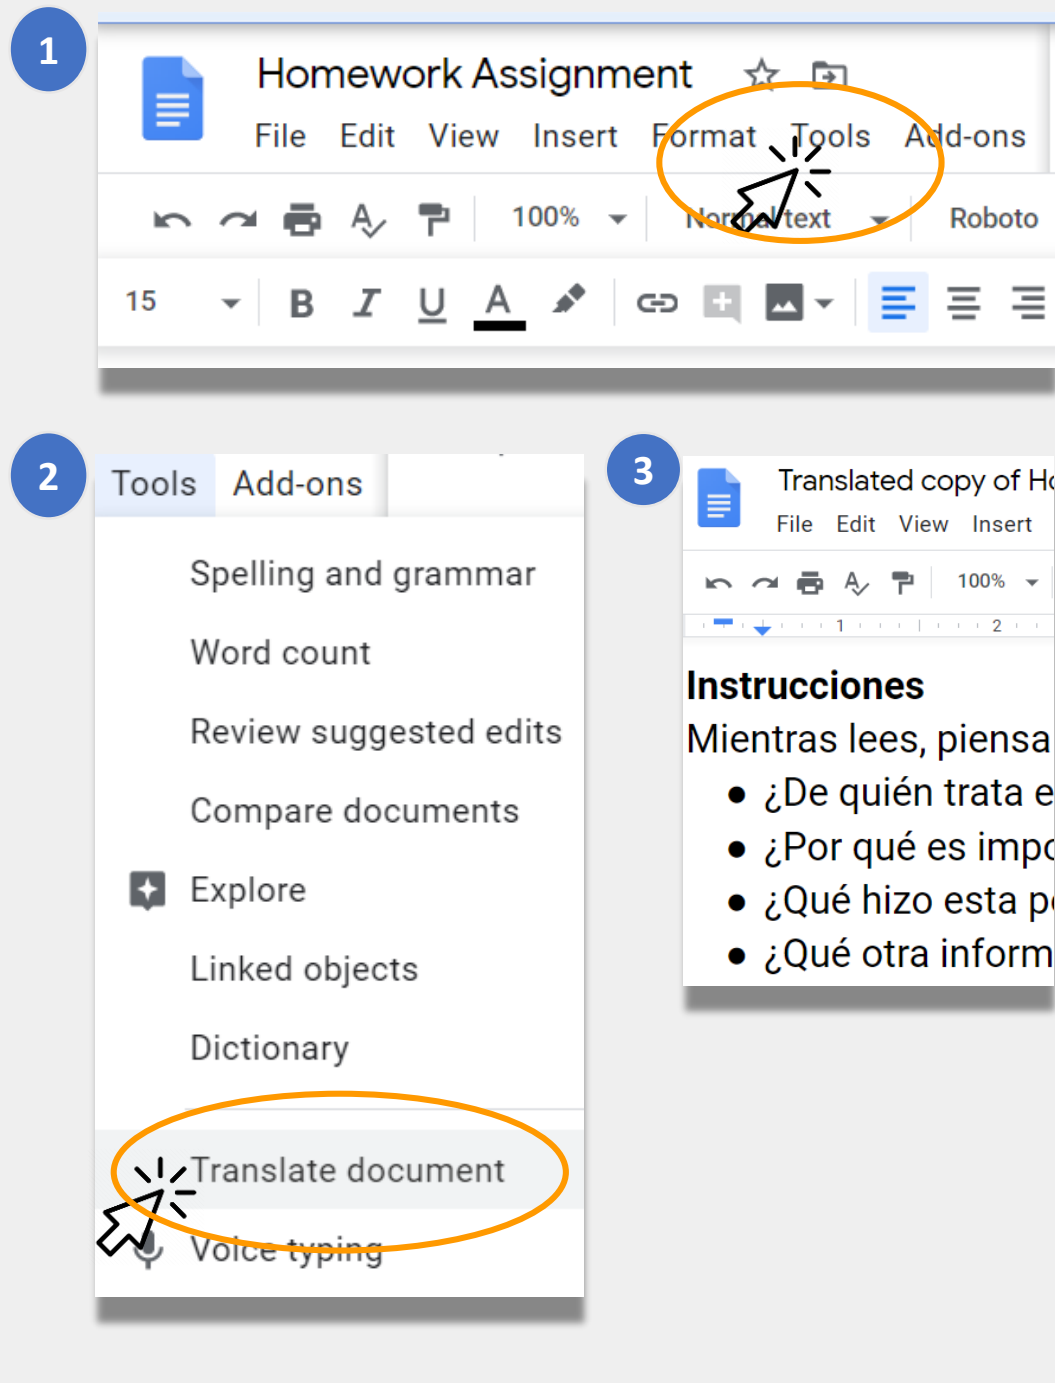 1
Homework Assignment
File Edit View Insert Format Tools Add-ons
100% Normal text Roboto
15 B I U A
2
Tools Add-ons
Spelling and grammar
Word count
Review suggested edits
Compare documents
Explore
Linked objects
Dictionary
Translate document
Voice typing
3
Translated copy of Ho
File Edit View Insert
100%
1 2
Instrucciones
Mientras lees, piensa
• ¿De quién trata e
• ¿Por qué es impo
• ¿Qué hizo esta pe
• ¿Qué otra inform